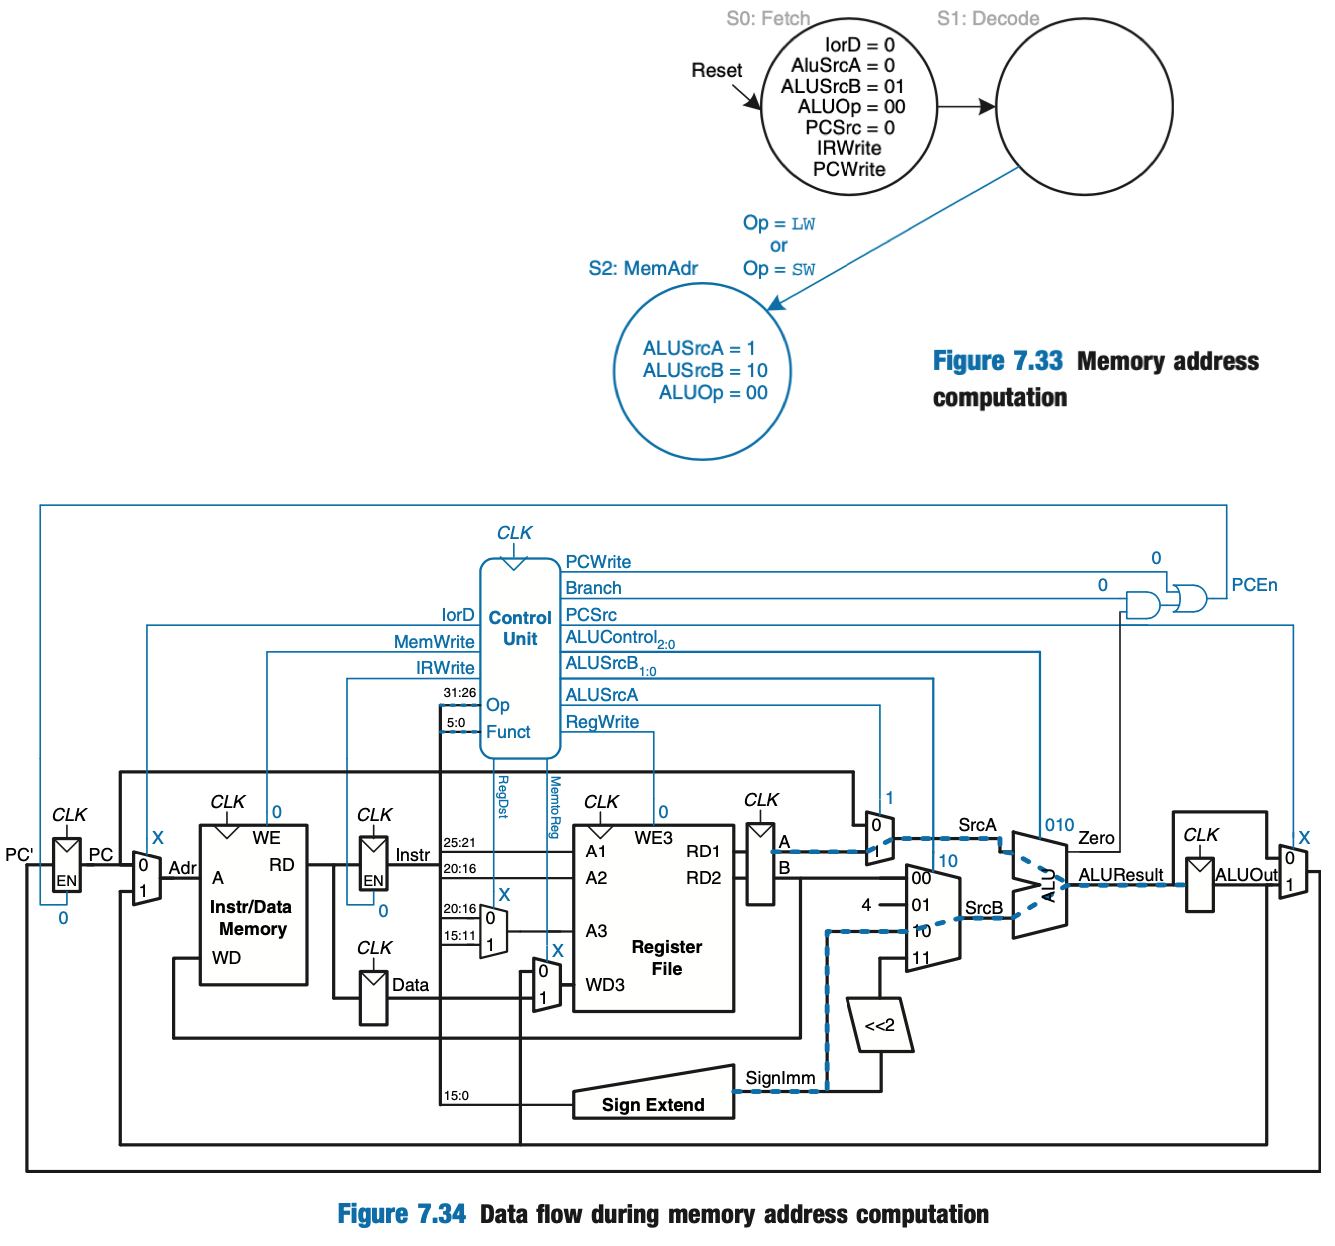 S0: Fetch
S1: Decode
Reset
IorD = 0
AluSrcA = 0
ALUSrcB = 01
ALUOp = 00
PCSrc = 0
IRWrite
PCWrite
Op = LW
or
Op = SW
S2: MemAdr
ALUSrcA = 1
ALUSrcB = 10
ALUOp = 00
Figure 7.33 Memory address
computation
CLK
PCWrite
0
Branch
0
PCEn
IorD
Control
Unit
PCSrc
MemWrite
ALUControl2:0
IRWrite
ALUSrcB1:0
31:26
Op
ALUSrcA
5:0
Funct
RegWrite
RegDst
MemtoReg
CLK
CLK
CLK
CLK
CLK
CLK
X
0
0
1
010
X
PC'
PC
EN
0
0
1
Adr
WE
RD
A
Instr/Data
Memory
WD
EN
0
Instr
25:21
20:16
20:16
15:11
X
0
1
CLK
Data
X
0
1
A1
A2
A3
WD3
WE3
RD1
RD2
Register
File
A
B
0
1
SrcA
10
00
4
01
10
11
SrcB
ALU
Zero
ALUResult
ALUOut
0
1
<<2
SignImm
15:0
Sign Extend
Figure 7.34 Data flow during memory address computation